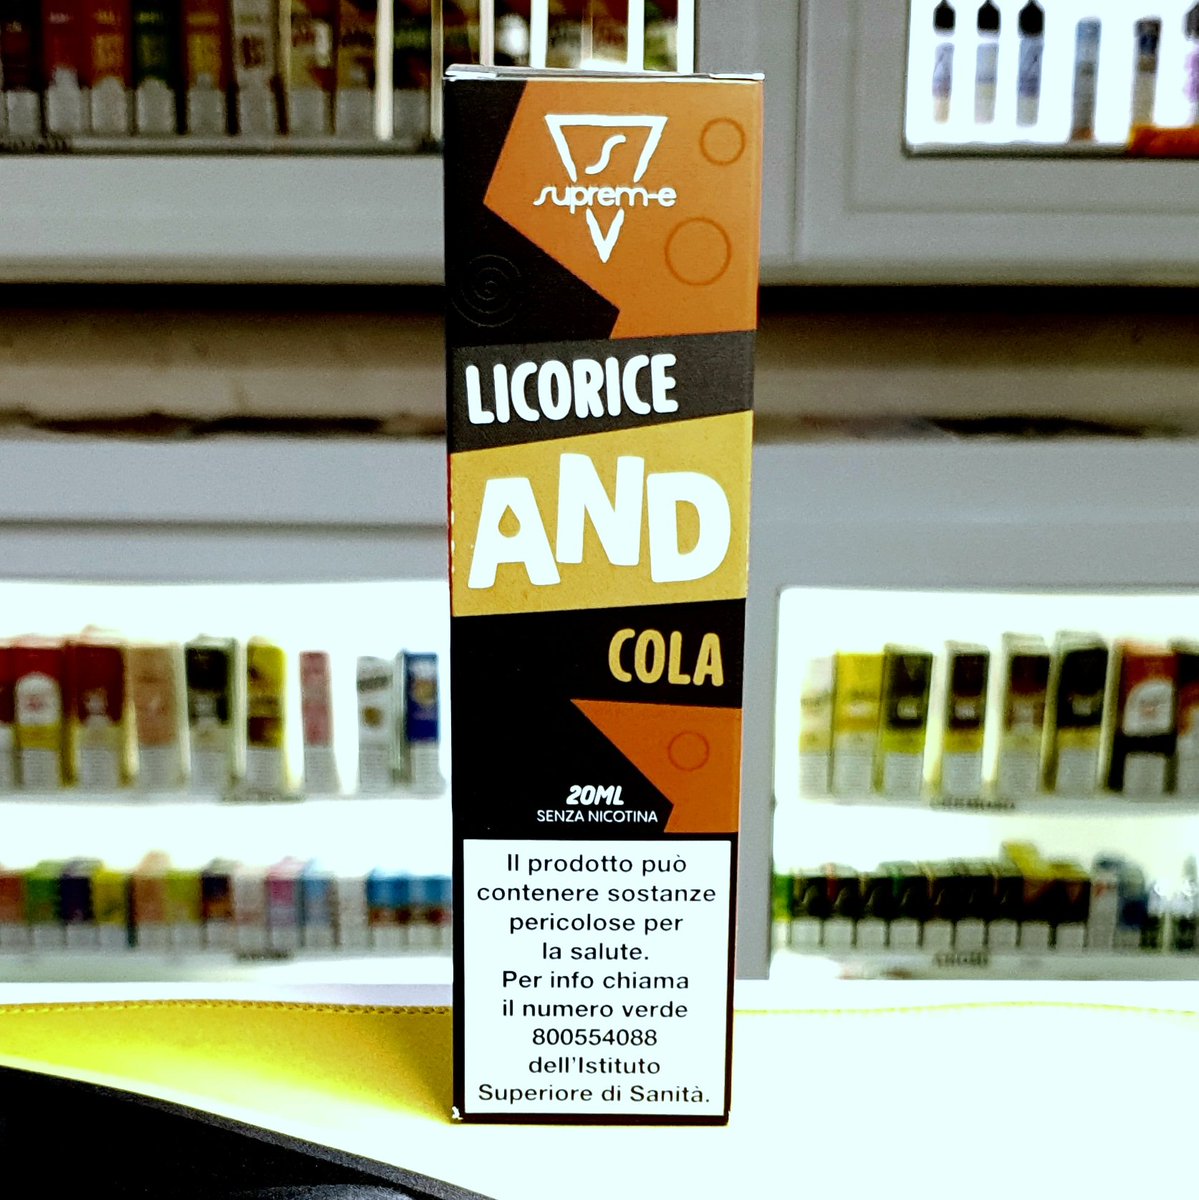 S
suprem-e
LICORICE
AND
COLA
20ML
SENZA NICOTINA
Il prodotto può
contenere sostanze
pericolose per
la salute.
Per info chiama
il numero verde
800554088
dell'Istituto
Superiore di Sanità.